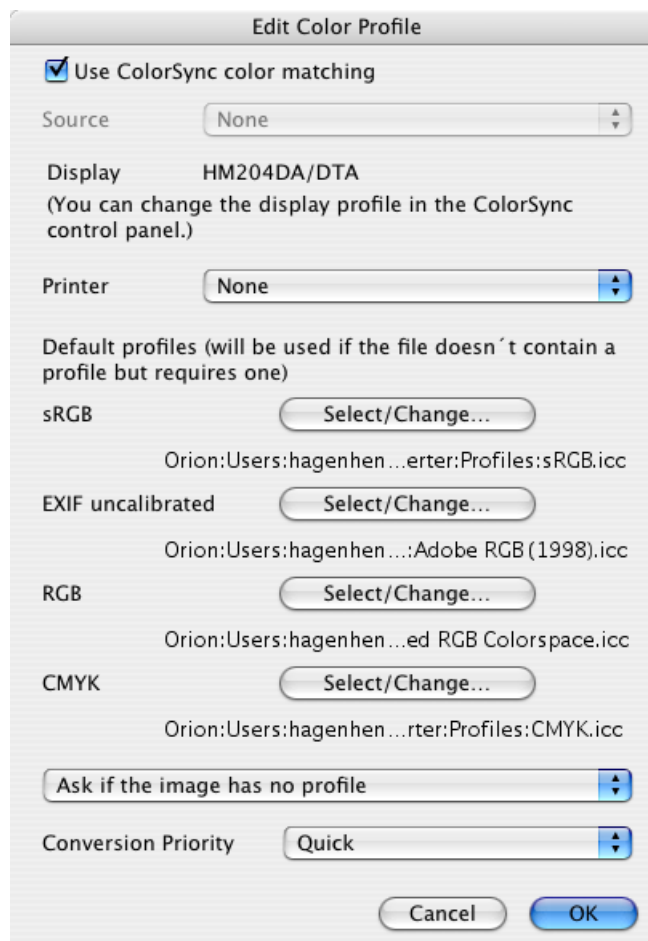 Edit Color Profile
Use ColorSync color matching
Source None
Display HM204DA/DTA
(You can change the display profile in the ColorSync
control panel.)
Printer None
Default profiles (will be used if the file doesn´t contain a
profile but requires one)
sRGB Select/Change...
Orion:Users:hagenhen...erter:Profiles:sRGB.icc
EXIF uncalibrated Select/Change...
Orion:Users:hagenhen...:Adobe RGB (1998).icc
RGB Select/Change...
Orion:Users:hagenhen...ed RGB Colorspace.icc
CMYK Select/Change...
Orion:Users:hagenhen...rter:Profiles:CMYK.icc
Ask if the image has no profile
Conversion Priority Quick
Cancel OK